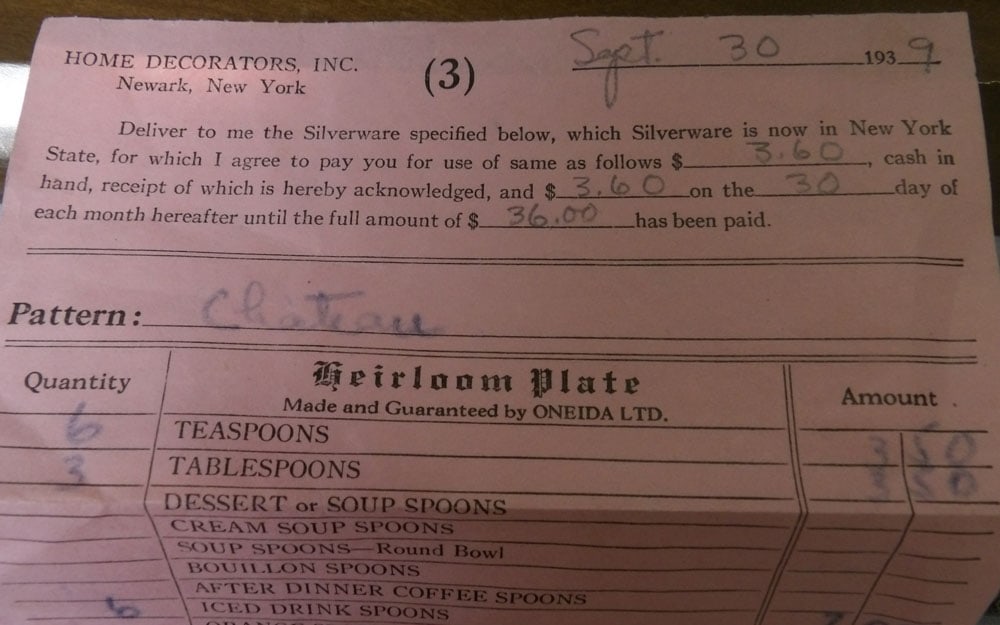 HOME DECORATORS, INC.
Newark, New York
(3)
Sept. 30 1939
Deliver to me the Silverware specified below, which Silverware is now in New York
State, for which I agree to pay you for use of same as follows $ 3.60, cash in
hand, receipt of which is hereby acknowledged, and $ 3.60 on the 30 day of
each month hereafter until the full amount of $ 36.00 has been paid.
Pattern: Chateau
Quantity Heirloom Plate Amount
Made and Guaranteed by ONEIDA LTD.
6 TEASPOONS 3 50
3 TABLESPOONS 3 50
DESSERT or SOUP SPOONS
CREAM SOUP SPOONS
SOUP SPOONS—Round Bowl
BOUILLON SPOONS
AFTER DINNER COFFEE SPOONS
6 ICED DRINK SPOONS